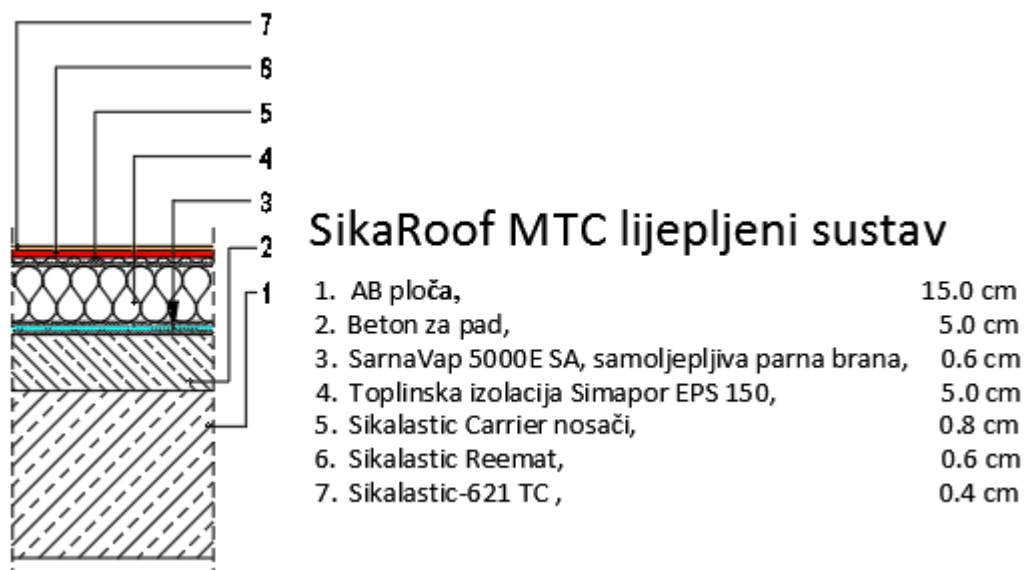 7
6
5
4
3
2
1
SikaRoof MTC lijepljeni sustav
1. AB ploča, 15.0 cm
2. Beton za pad, 5.0 cm
3. SarnaVap 5000E SA, samoljepljiva parna brana, 0.6 cm
4. Toplinska izolacija Simapor EPS 150, 5.0 cm
5. Sikalastic Carrier nosači, 0.8 cm
6. Sikalastic Reemat, 0.6 cm
7. Sikalastic-621 TC , 0.4 cm